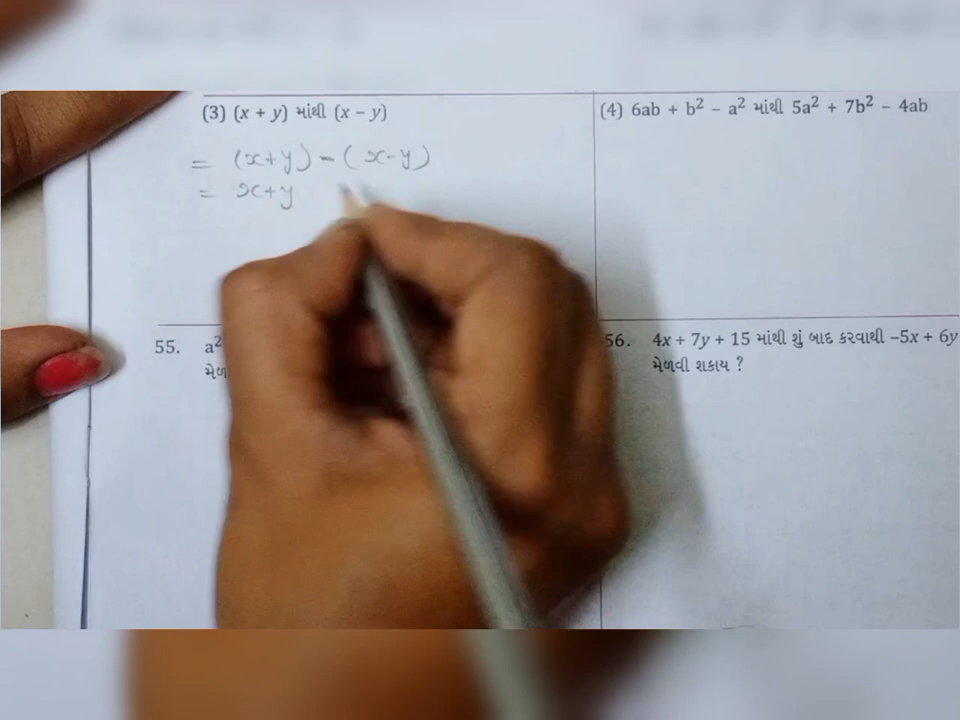 (3) (x + y) માંથી (x – y)
= (x+y) - (x-y)
= x+y
(4) 6ab + b² – a² માંથી 5a² + 7b² – 4ab
55. a²
56. 4x + 7y + 15 માંથી શું બાદ કરવાથી –5x + 6y
મેળવી શકાય ?